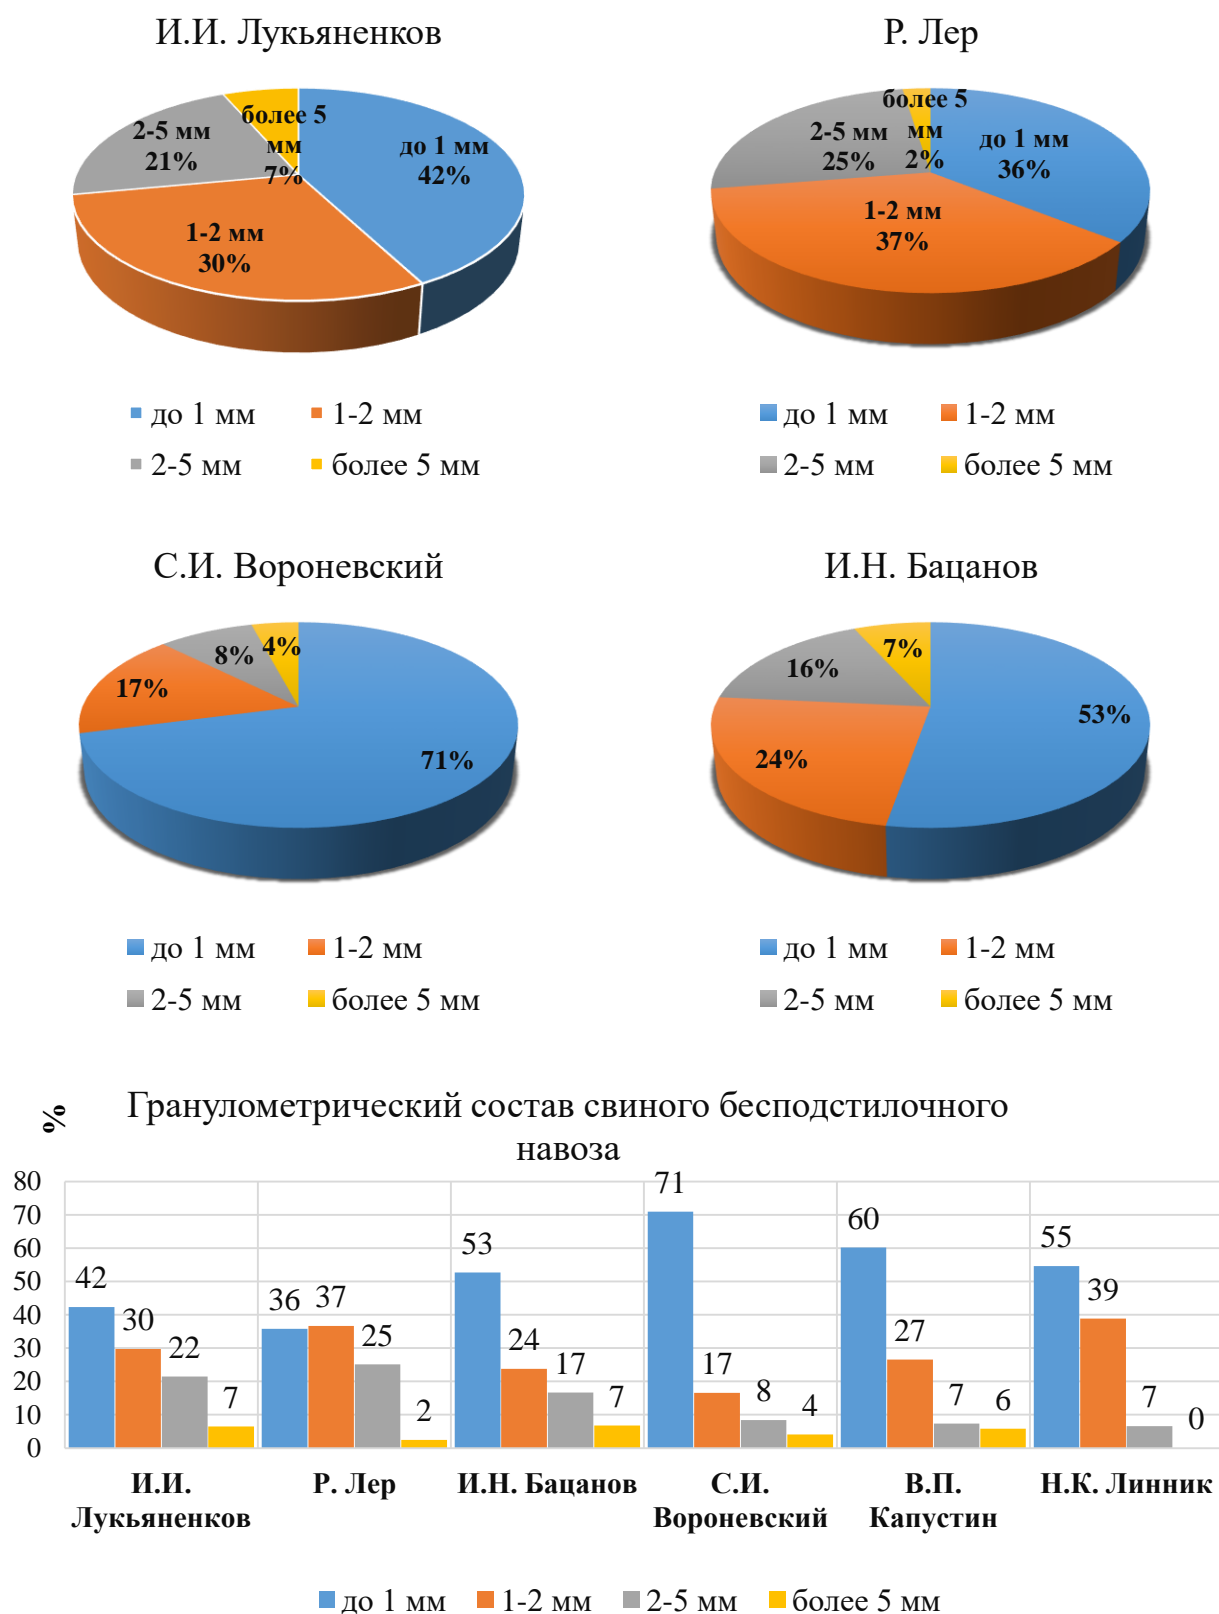 И.И. Лукьяненков
более 5
мм
7%
до 1 мм
42%
2-5 мм
21%
1-2 мм
30%
до 1 мм
1-2 мм
2-5 мм
более 5 мм
Р. Лер
более 5
мм
2%
до 1 мм
36%
2-5 мм
25%
1-2 мм
37%
до 1 мм
1-2 мм
2-5 мм
более 5 мм
С.И. Вороневский
4%
8%
17%
71%
до 1 мм
1-2 мм
2-5 мм
более 5 мм
И.Н. Бацанов
7%
16%
53%
24%
до 1 мм
1-2 мм
2-5 мм
более 5 мм
%
Гранулометрический состав свиного бесподстилочного
навоза
80
70
60
50
40
30
20
10
0
42
30
22
7
36
37
25
2
53
24
17
7
71
17
8
4
60
27
7
6
55
39
7
0
И.И.
Лукьяненков
Р. Лер
И.Н. Бацанов
С.И.
Вороневский
В.П.
Капустин
Н.К. Линник
до 1 мм
1-2 мм
2-5 мм
более 5 мм